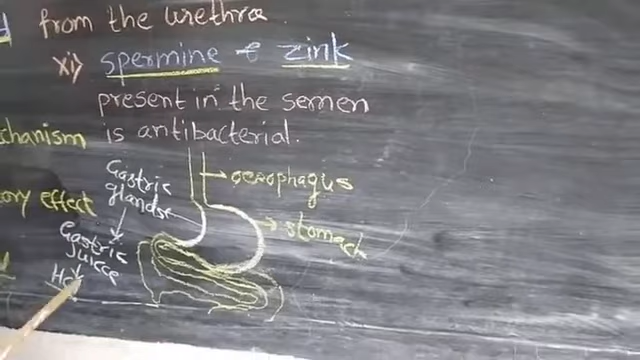 from the urethra.
xi) spermine & zink
present in the semen
chanism is antibacterial.
Gastric
glands
oesophagus
ory effect
stomach
Gastric
Juice